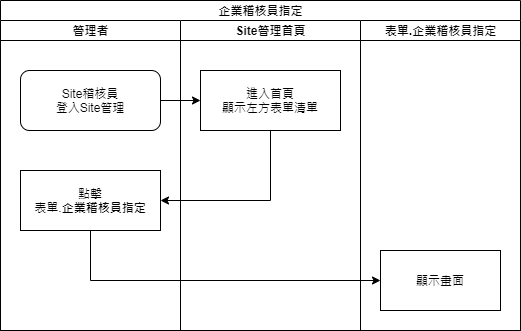 企業稽核員指定
管理者
Site管理首頁
表單.企業稽核員指定
Site稽核員
登入Site管理
進入首頁
顯示左方表單清單
點擊
表單.企業稽核員指定
顯示畫面